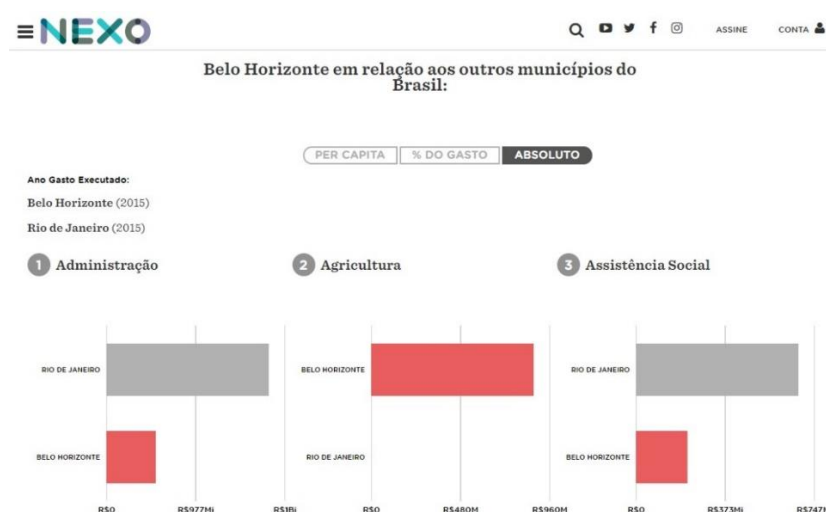 NEXO
ASSINE
CONTA
Belo Horizonte em relação aos outros municípios do
Brasil:
PER CAPITA
% DO GASTO
ABSOLUTO
Ano Gasto Executado:
Belo Horizonte (2015)
Rio de Janeiro (2015)
1 Administração
2 Agricultura
3 Assistência Social
RIO DE JANEIRO
BELO HORIZONTE
R$0 R$977Mi R$1Bi
BELO HORIZONTE
RIO DE JANEIRO
R$0 R$480M R$960M
RIO DE JANEIRO
BELO HORIZONTE
R$0 R$373Mi R$747M